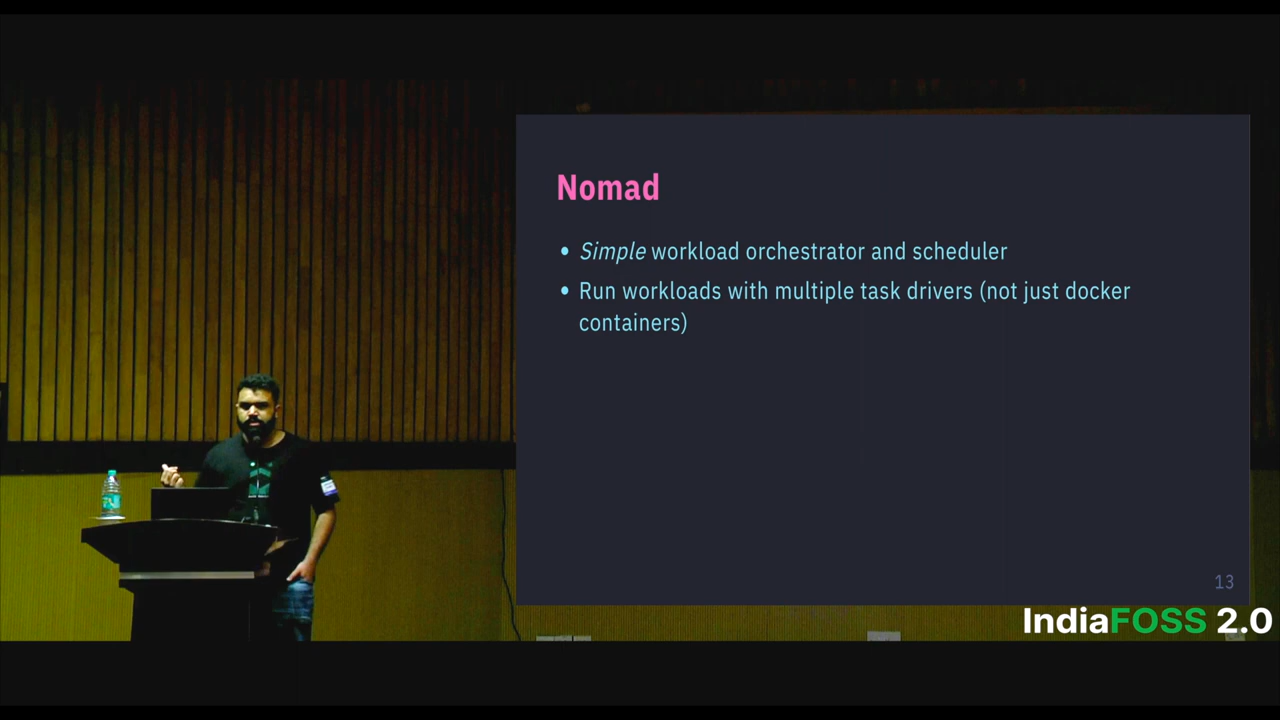 Nomad
• Simple workload orchestrator and scheduler
• Run workloads with multiple task drivers (not just docker
containers)
13
IndiaFOSS 2.0